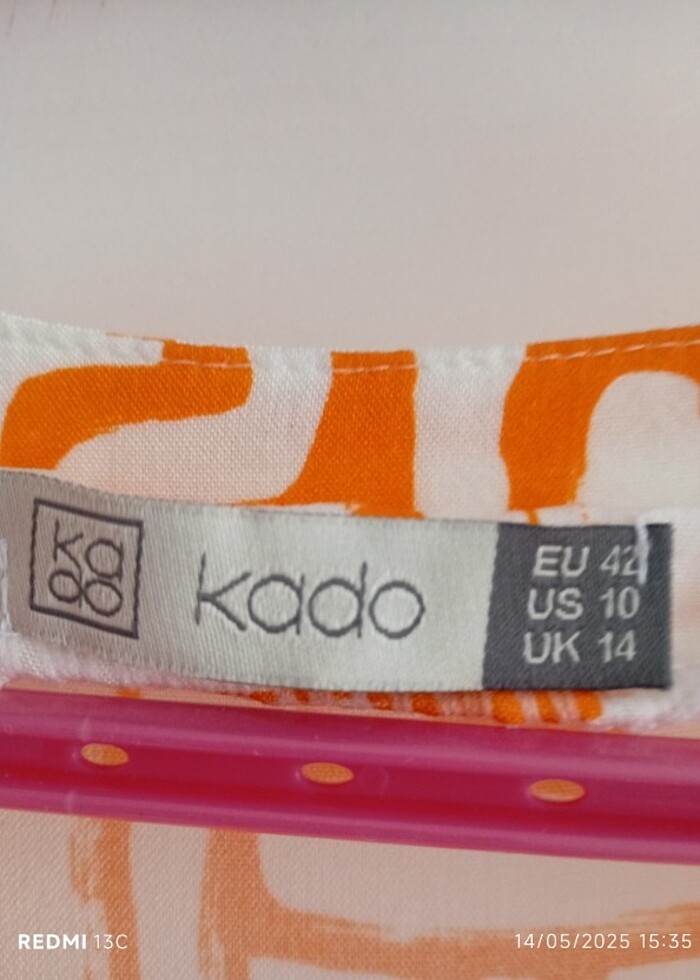 KA
DO
kado
EU 42
US 10
UK 14
REDMI 13C
14/05/2025 15:35